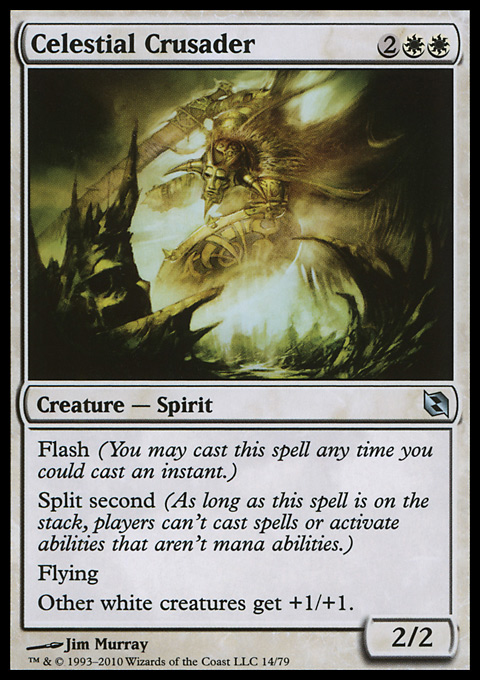 Celestial Crusader 2
Creature — Spirit
Flash (You may cast this spell any time you
could cast an instant.)
Split second (As long as this spell is on the
stack, players can't cast spells or activate
abilities that aren't mana abilities.)
Flying
Other white creatures get +1/+1.
2/2
Jim Murray
™ & © 1993–2010 Wizards of the Coast LLC 14/79